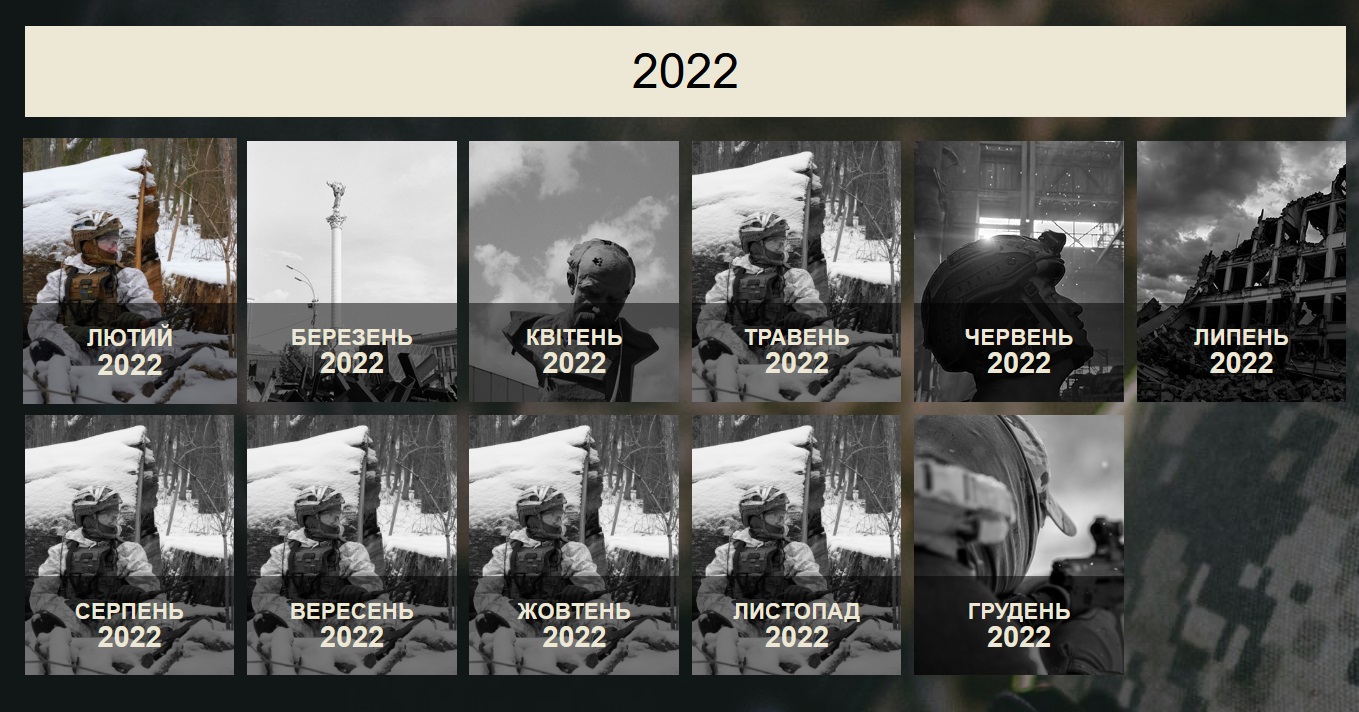 2022
ЛЮТИЙ
2022
БЕРЕЗЕНЬ
2022
КВІТЕНЬ
2022
ТРАВЕНЬ
2022
ЧЕРВЕНЬ
2022
ЛИПЕНЬ
2022
СЕРПЕНЬ
2022
ВЕРЕСЕНЬ
2022
ЖОВТЕНЬ
2022
ЛИСТОПАД
2022
ГРУДЕНЬ
2022